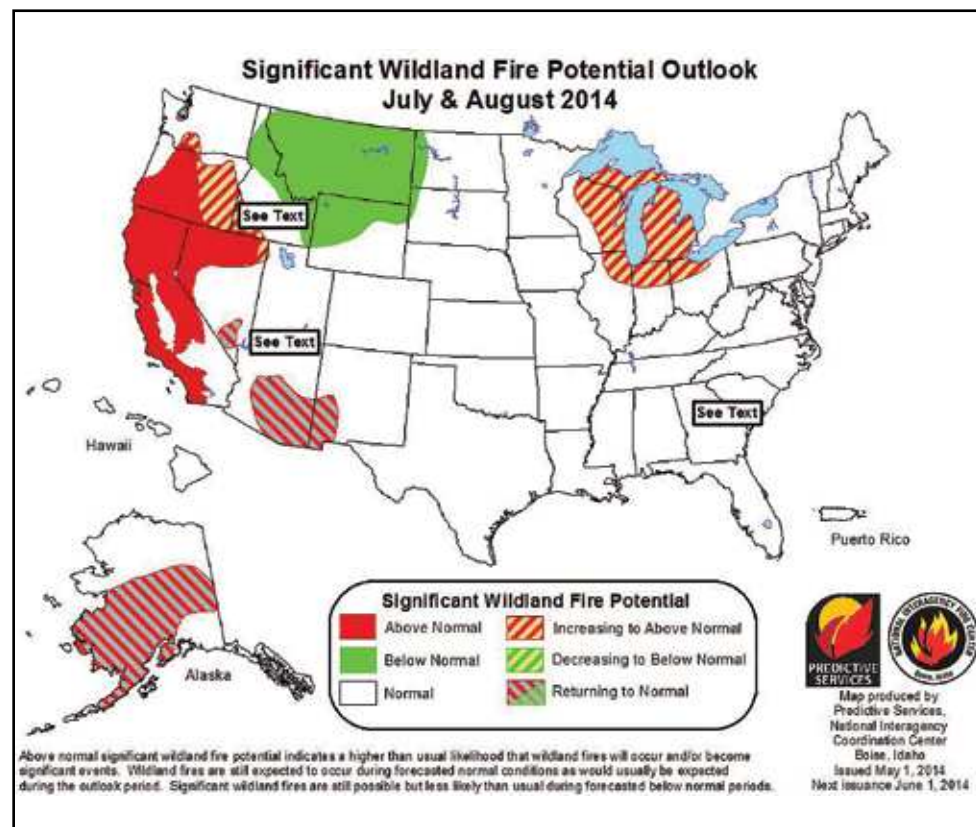 Significant Wildland Fire Potential Outlook
July & August 2014
See Text
See Text
See Text
Hawaii
Puerto Rico
Alaska
Significant Wildland Fire Potential
Above Normal
Increasing to Above Normal
Below Normal
Decreasing to Below Normal
Normal
Returning to Normal
PREDICTIVE
SERVICES
NATIONAL INTERAGENCY FIRE CENTER
Boise, Idaho
Map produced by
Predictive Services,
National Interagency
Coordination Center
Boise, Idaho
Issued May 1, 2014
Next issuance June 1, 2014
Above normal significant wildland fire potential indicates a higher than usual likelihood that wildland fires will occur and/or become
significant events. Wildland fires are still expected to occur during forecasted normal conditions as would usually be expected
during the outlook period. Significant wildland fires are still possible but less likely than usual during forecasted below normal periods.